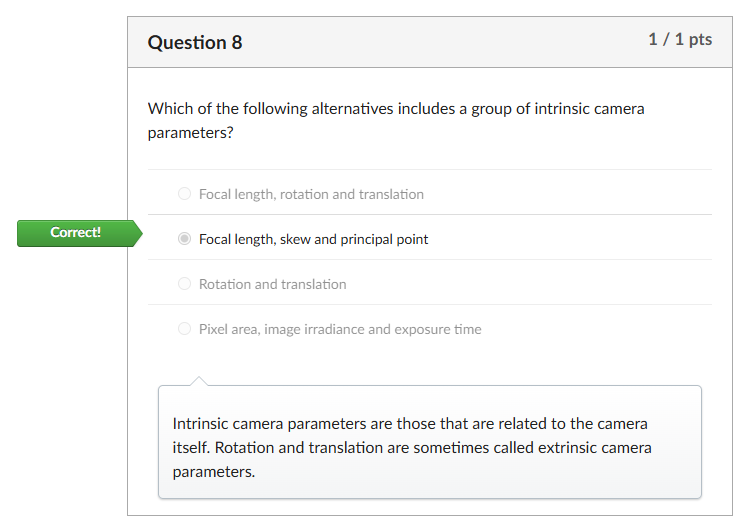 Question 8
1 / 1 pts
Which of the following alternatives includes a group of intrinsic camera
parameters?
Focal length, rotation and translation
Correct!
Focal length, skew and principal point
Rotation and translation
Pixel area, image irradiance and exposure time
Intrinsic camera parameters are those that are related to the camera
itself. Rotation and translation are sometimes called extrinsic camera
parameters.